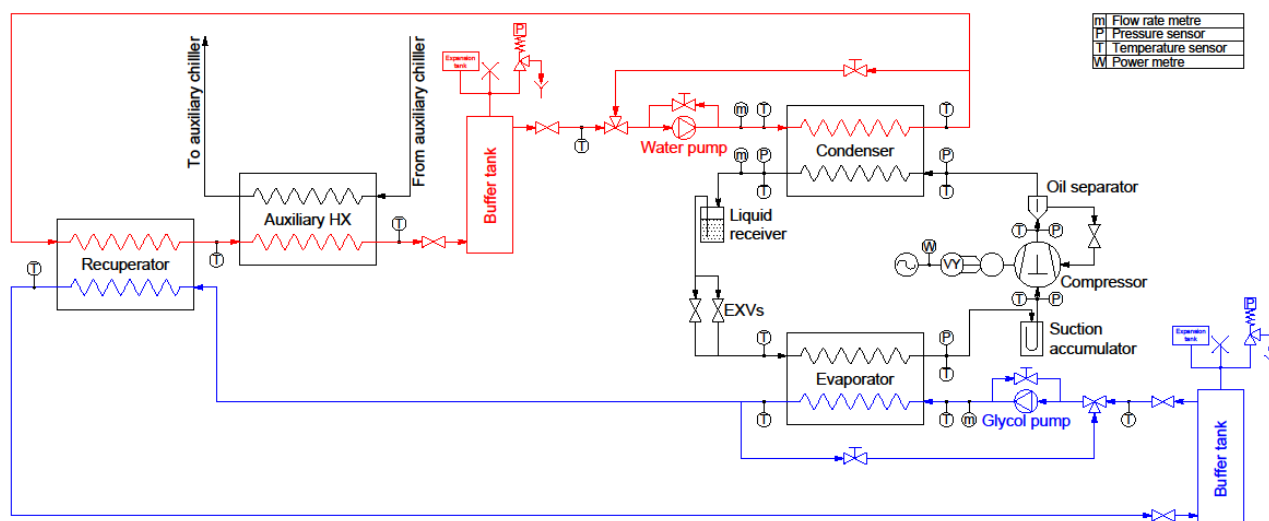 m Flow rate metre
P Pressure sensor
T Temperature sensor
W Power metre
To auxiliary chilller
From auxiliary chilller
P
Expansion
tank
Buffer tank
T
Water pump
m
T
Condenser
T
m
P
T
P
T
Oil separator
Liquid
receiver
T
P
W
VY
Compressor
T
P
Auxiliary HX
T
T
Recuperator
T
EXVs
Suction
accumulator
T
P
T
Evaporator
T
T
m
Glycol pump
T
P
Expansion
tank
Buffer tank